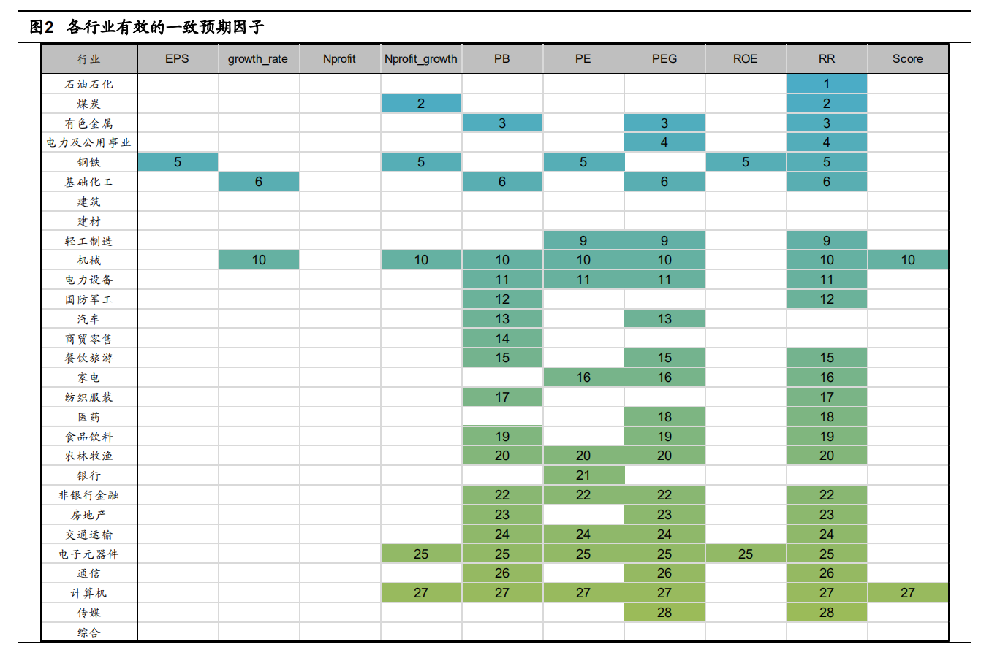 图2 各行业有效的一致预期因子
行业 EPS growth_rate Nprofit Nprofit_growth PB PE PEG ROE RR Score
石油石化 1
煤炭 2 2
有色金属 3 3 3
电力及公用事业 4 4
钢铁 5 5 5 5 5
基础化工 6 6 6 6
建筑
建材
轻工制造 9 9 9
机械 10 10 10 10 10 10 10
电力设备 11 11 11 11
国防军工 12 12
汽车 13 13
商贸零售 14
餐饮旅游 15 15 15
家电 16 16 16
纺织服装 17 17
医药 18 18
食品饮料 19 19 19
农林牧渔 20 20 20 20
银行 21
非银行金融 22 22 22 22
房地产 23 23 23
交通运输 24 24 24 24
电子元器件 25 25 25 25 25 25
通信 26 26 26
计算机 27 27 27 27 27 27
传媒 28 28
综合